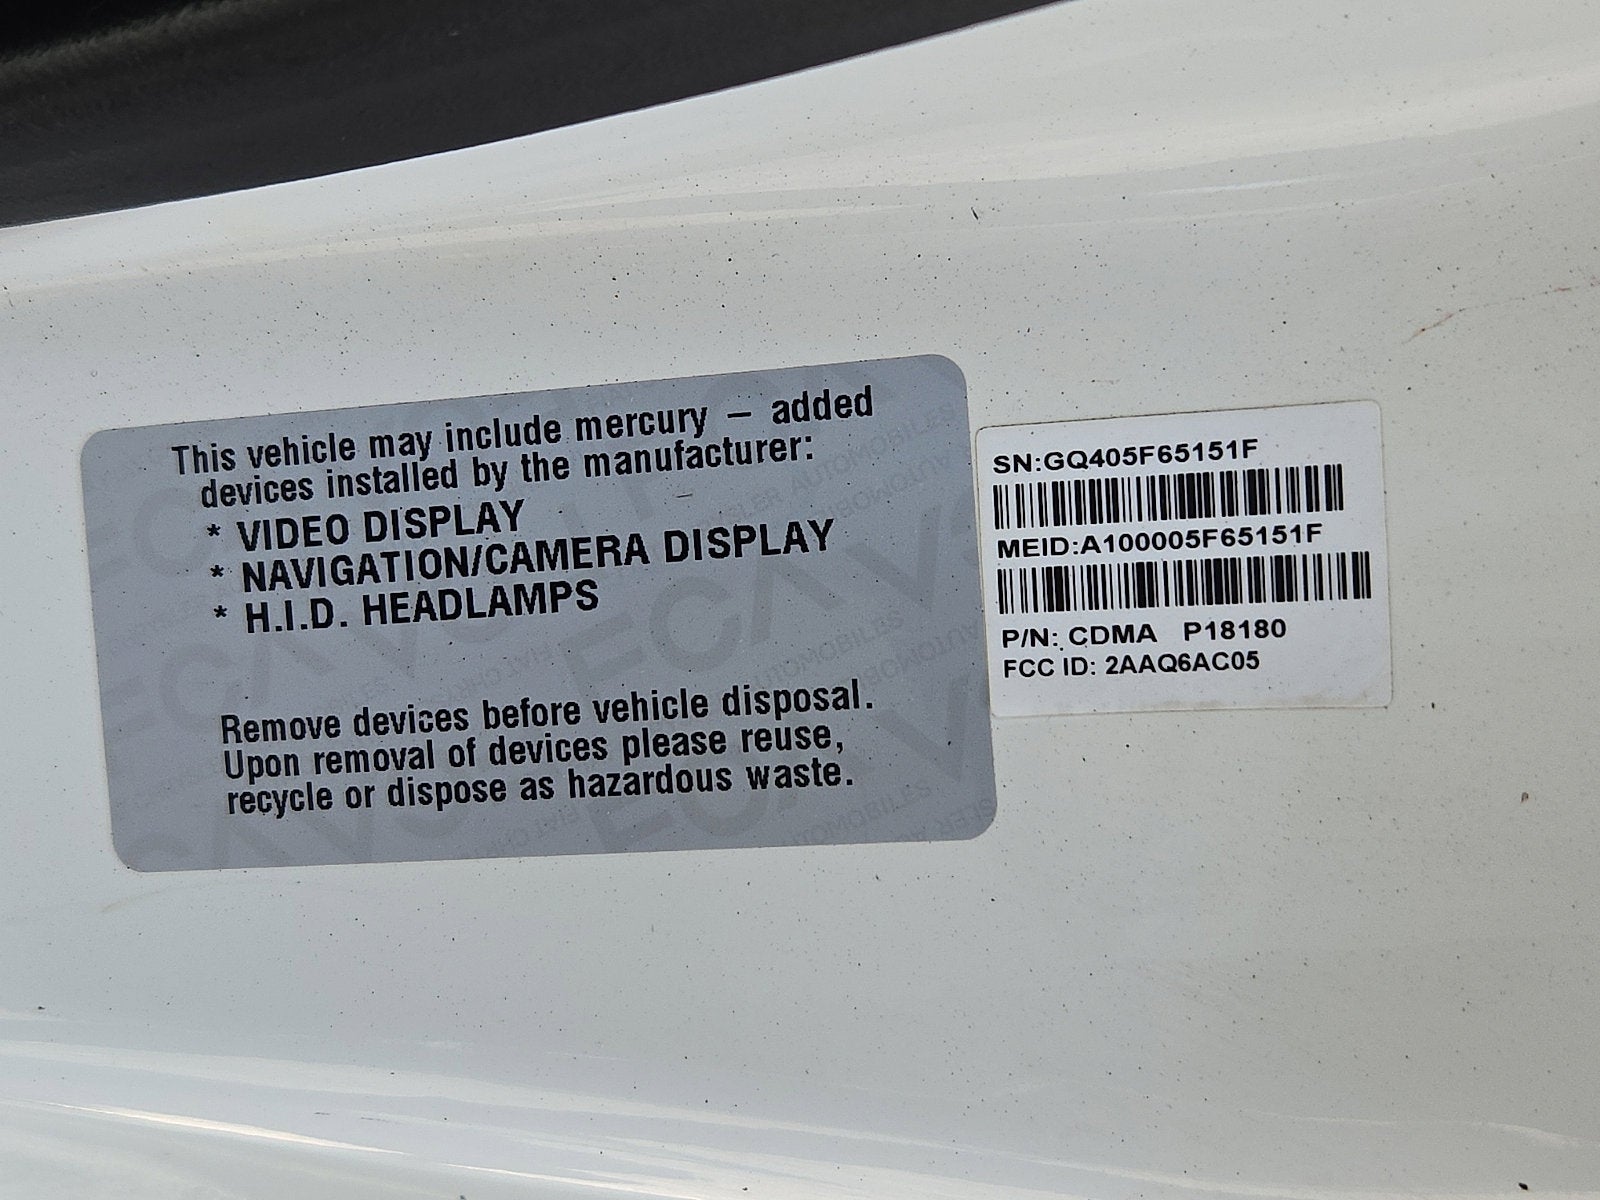 This vehicle may include mercury – added
devices installed by the manufacturer:
* VIDEO DISPLAY
* NAVIGATION/CAMERA DISPLAY
* H.I.D. HEADLAMPS
Remove devices before vehicle disposal.
Upon removal of devices please reuse,
recycle or dispose as hazardous waste.
SN:GQ405F65151F
MEID:A100005F65151F
P/N: CDMA P18180
FCC ID: 2AAQ6AC05